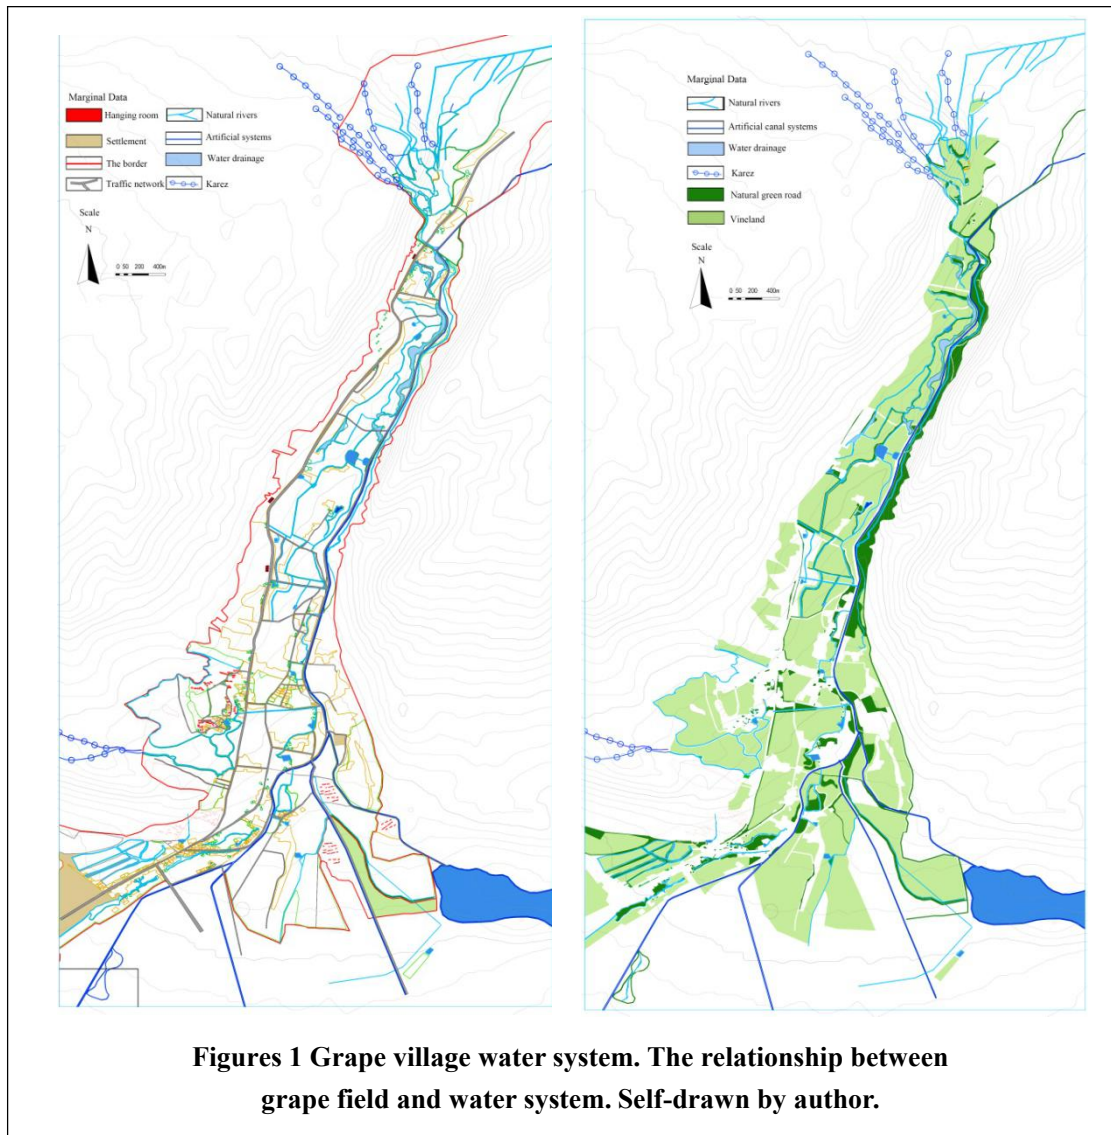 Marginal Data
Hanging room
Natural rivers
Settlement
Artificial systems
The border
Water drainage
Traffic network
Karez
Scale
N
0 50 200 400m
Marginal Data
Natural rivers
Artificial canal systems
Water drainage
Karez
Natural green road
Vineland
Scale
N
0 50 200 400m
Figures 1 Grape village water system. The relationship between
grape field and water system. Self-drawn by author.